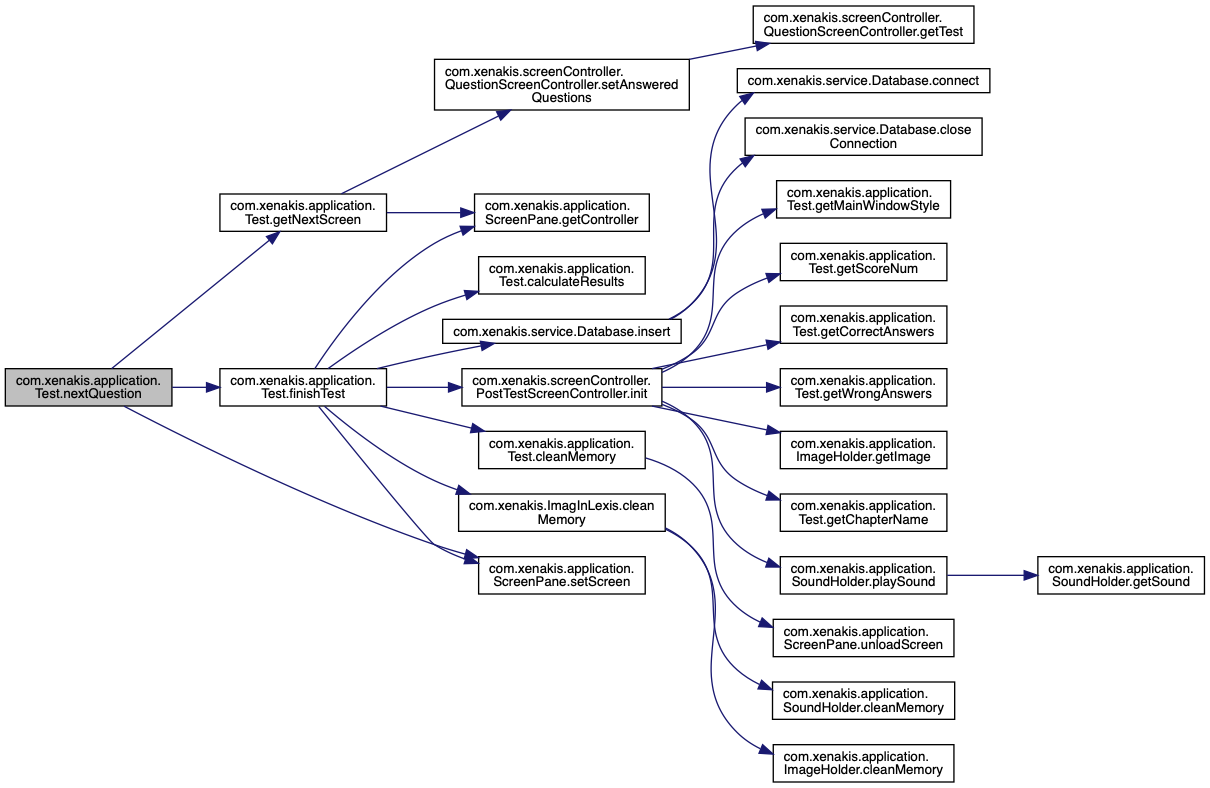 com.xenakis.screenController.
QuestionScreenController.getTest
com.xenakis.screenController.
QuestionScreenController.setAnswered
Questions
com.xenakis.service.Database.connect
com.xenakis.service.Database.close
Connection
com.xenakis.application.
Test.getNextScreen
com.xenakis.application.
ScreenPane.getController
com.xenakis.application.
Test.getMainWindowStyle
com.xenakis.application.
Test.calculateResults
com.xenakis.application.
Test.getScoreNum
com.xenakis.service.Database.insert
com.xenakis.application.
Test.getCorrectAnswers
com.xenakis.application.
Test.nextQuestion
com.xenakis.application.
Test.finishTest
com.xenakis.screenController.
PostTestScreenController.init
com.xenakis.application.
Test.getWrongAnswers
com.xenakis.application.
Test.cleanMemory
com.xenakis.application.
ImageHolder.getImage
com.xenakis.ImagInLexis.clean
Memory
com.xenakis.application.
Test.getChapterName
com.xenakis.application.
ScreenPane.setScreen
com.xenakis.application.
SoundHolder.playSound
com.xenakis.application.
SoundHolder.getSound
com.xenakis.application.
ScreenPane.unloadScreen
com.xenakis.application.
SoundHolder.cleanMemory
com.xenakis.application.
ImageHolder.cleanMemory